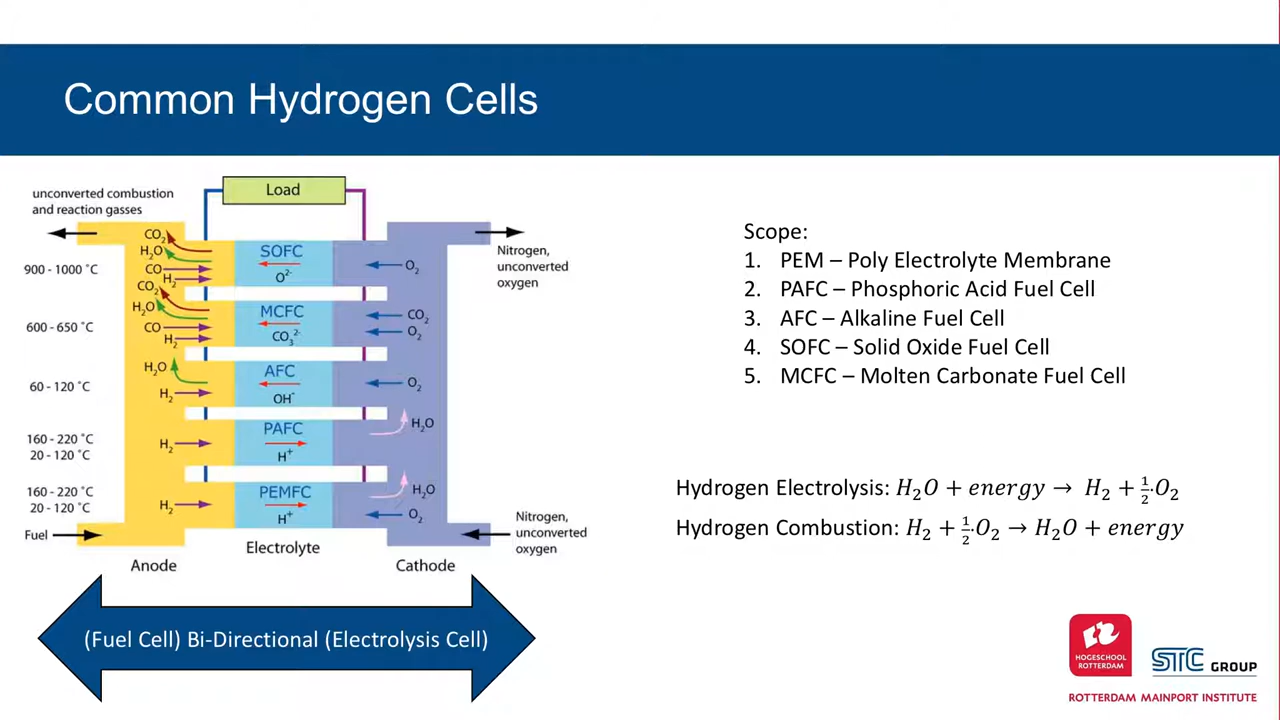 Common Hydrogen Cells
unconverted combustion
and reaction gasses
Load
Nitrogen,
unconverted
oxygen
900 - 1000 ˚C
CO₂
H₂O
CO
H₂
SOFC
O²⁻
O₂
600 - 650 ˚C
CO₂
H₂O
CO
H₂
MCFC
CO₃²⁻
CO₂
O₂
60 - 120 ˚C
H₂O
H₂
AFC
OH⁻
O₂
160 - 220 ˚C
20 - 120 ˚C
H₂
PAFC
H⁺
H₂O
160 - 220 ˚C
20 - 120 ˚C
H₂
PEMFC
H⁺
H₂O
O₂
Fuel
Nitrogen,
unconverted
oxygen
Anode
Electrolyte
Cathode
(Fuel Cell) Bi-Directional (Electrolysis Cell)
Scope:
1. PEM – Poly Electrolyte Membrane
2. PAFC – Phosphoric Acid Fuel Cell
3. AFC – Alkaline Fuel Cell
4. SOFC – Solid Oxide Fuel Cell
5. MCFC – Molten Carbonate Fuel Cell
Hydrogen Electrolysis: H₂O + energy → H₂ + ½·O₂
Hydrogen Combustion: H₂ + ½·O₂ → H₂O + energy
HOGESCHOOL
ROTTERDAM
STC GROUP
ROTTERDAM MAINPORT INSTITUTE